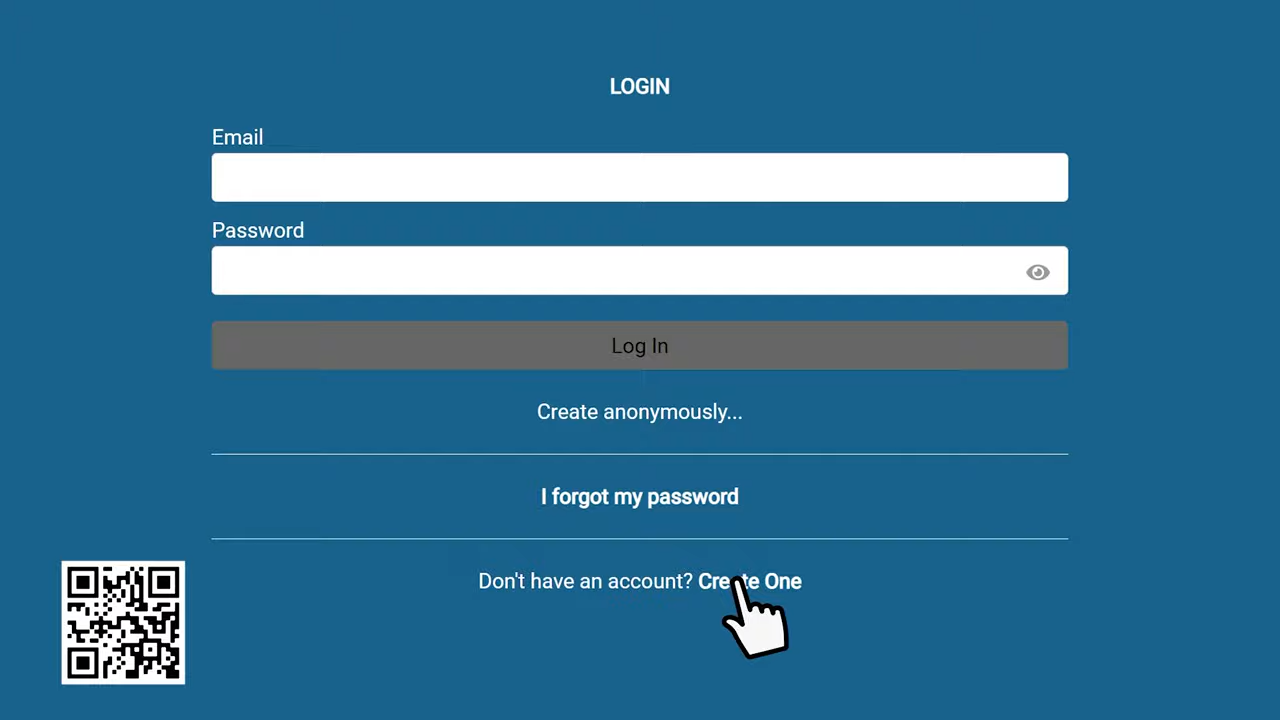 LOGIN
Email
Password
Log In
Create anonymously...
I forgot my password
Don't have an account? Create One